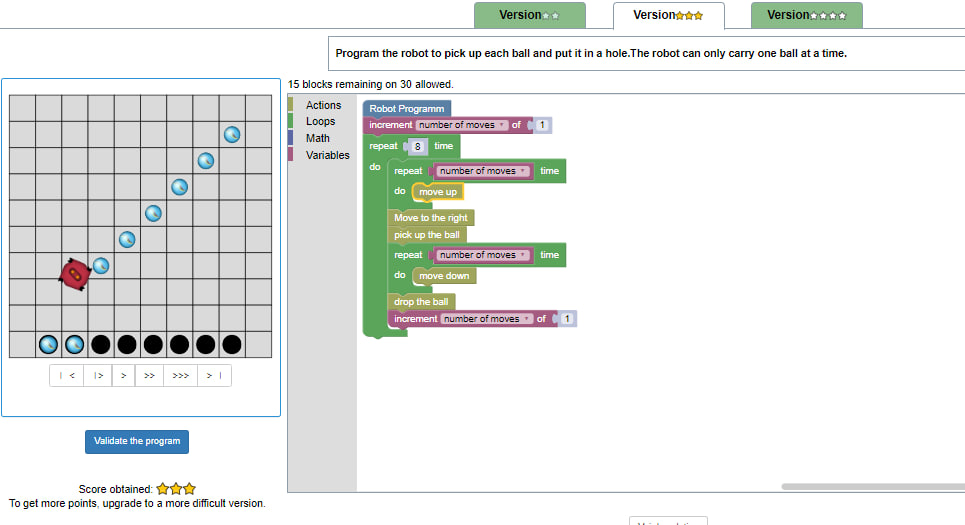 Version
Version
Version
Program the robot to pick up each ball and put it in a hole.The robot can only carry one ball at a time.
15 blocks remaining on 30 allowed.
Actions
Loops
Math
Variables
Robot Programm
increment number of moves of 1
repeat 8 time
do
repeat number of moves time
do move up
Move to the right
pick up the ball
repeat number of moves time
do move down
drop the ball
increment number of moves of 1
| < |> > >> >>> > |
Validate the program
Score obtained:
To get more points, upgrade to a more difficult version.